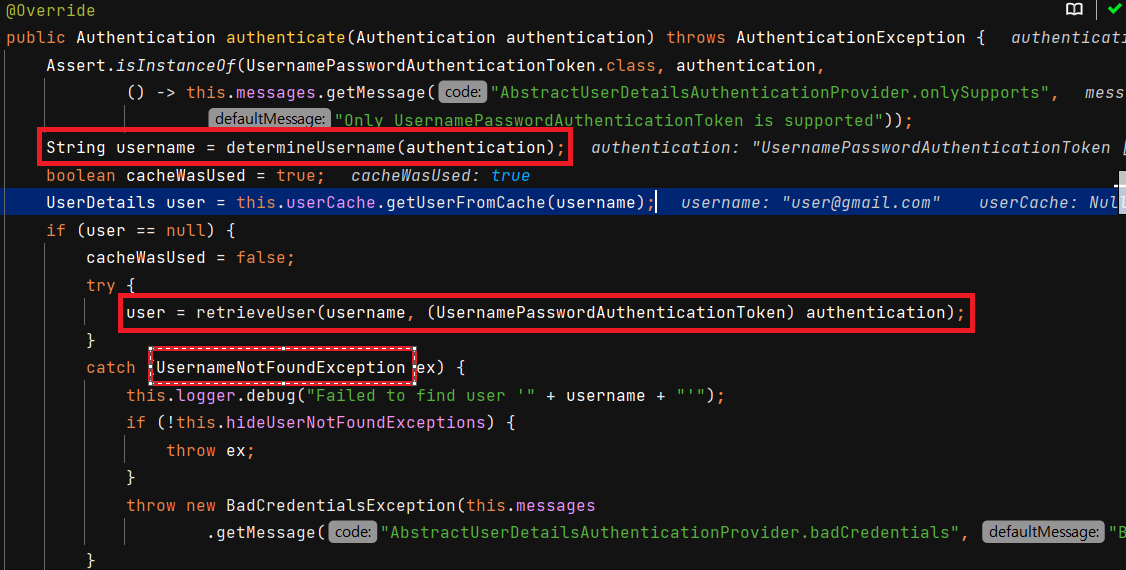 @Override
public Authentication authenticate(Authentication authentication) throws AuthenticationException {
Assert.isInstanceOf(UsernamePasswordAuthenticationToken.class, authentication,
() -> this.messages.getMessage( code: "AbstractUserDetailsAuthenticationProvider.onlySupports",
defaultMessage: "Only UsernamePasswordAuthenticationToken is supported"));
String username = determineUsername(authentication); authentication: "UsernamePasswordAuthenticationToken [
boolean cacheWasUsed = true; cacheWasUsed: true
UserDetails user = this.userCache.getUserFromCache(username); username: "user@gmail.com" userCache: Null
if (user == null) {
cacheWasUsed = false;
try {
user = retrieveUser(username, (UsernamePasswordAuthenticationToken) authentication);
}
catch (UsernameNotFoundException ex) {
this.logger.debug("Failed to find user '" + username + "'");
if (!this.hideUserNotFoundExceptions) {
throw ex;
}
throw new BadCredentialsException(this.messages
.getMessage( code: "AbstractUserDetailsAuthenticationProvider.badCredentials", defaultMessage: "B
}